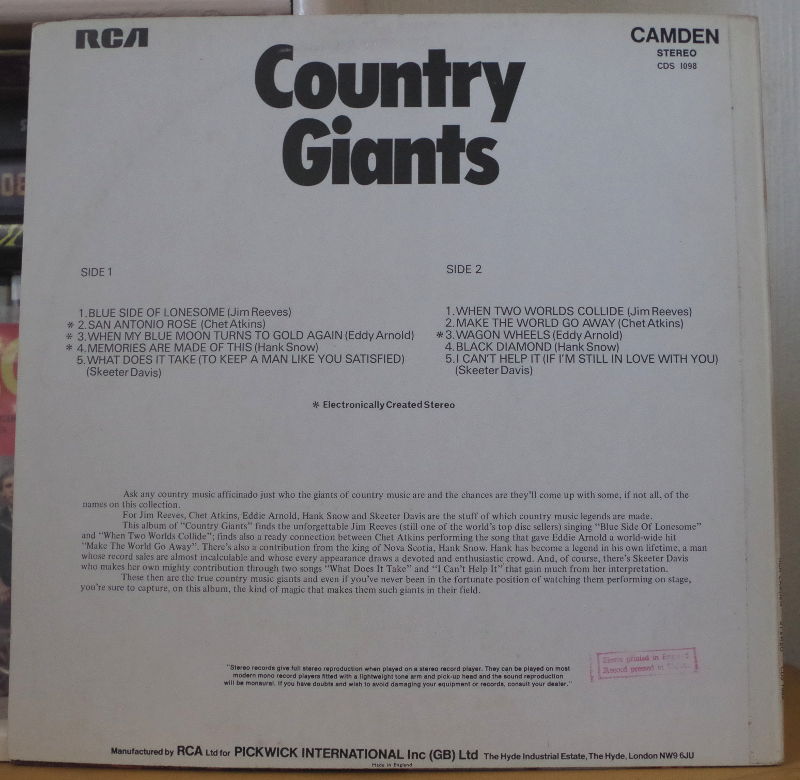 RCA
CAMDEN
STEREO
CDS 1098
Country
Giants
SIDE 1
1.BLUE SIDE OF LONESOME (Jim Reeves)
* 2.SAN ANTONIO ROSE (Chet Atkins)
* 3.WHEN MY BLUE MOON TURNS TO GOLD AGAIN (Eddy Arnold)
* 4.MEMORIES ARE MADE OF THIS (Hank Snow)
5.WHAT DOES IT TAKE (TO KEEP A MAN LIKE YOU SATISFIED)
(Skeeter Davis)
SIDE 2
1.WHEN TWO WORLDS COLLIDE (Jim Reeves)
2.MAKE THE WORLD GO AWAY (Chet Atkins)
*3.WAGON WHEELS (Eddy Arnold)
4.BLACK DIAMOND (Hank Snow)
5.I CAN'T HELP IT (IF I'M STILL IN LOVE WITH YOU)
(Skeeter Davis)
* Electronically Created Stereo
Ask any country music afficinado just who the giants of country music are and the chances are they'll come up with some, if not all, of the
names on this collection.
For Jim Reeves, Chet Atkins, Eddie Arnold, Hank Snow and Skeeter Davis are the stuff of which country music legends are made.
This album of "Country Giants" finds the unforgettable Jim Reeves (still one of the world's top disc sellers) singing "Blue Side Of Lonesome"
and "When Two Worlds Collide"; finds also a ready connection between Chet Atkins performing the song that gave Eddie Arnold a world-wide hit
"Make The World Go Away". There's also a contribution from the king of Nova Scotia, Hank Snow. Hank has become a legend in his own lifetime, a man
whose record sales are almost incalculable and whose every appearance draws a devoted and enthusiastic crowd. And, of course, there's Skeeter Davis
who makes her own mighty contribution through two songs "What Does It Take" and "I Can't Help It" that gain much from her interpretation.
These then are the true country music giants and even if you've never been in the fortunate position of watching them performing on stage,
you're sure to capture, on this album, the kind of magic that makes them such giants in their field.
"Stereo records give full stereo reproduction when played on a stereo record player. They can be played on most
modern mono record players fitted with a lightweight tone arm and pick-up head and the sound reproduction
will be monaural. If you have doubts and wish to avoid damaging your equipment or records, consult your dealer."
Sleeve printed in England
Record pressed in
Manufactured by RCA Ltd for PICKWICK INTERNATIONAL Inc (GB) Ltd The Hyde Industrial Estate, The Hyde, London NW9 6JU
Made in England